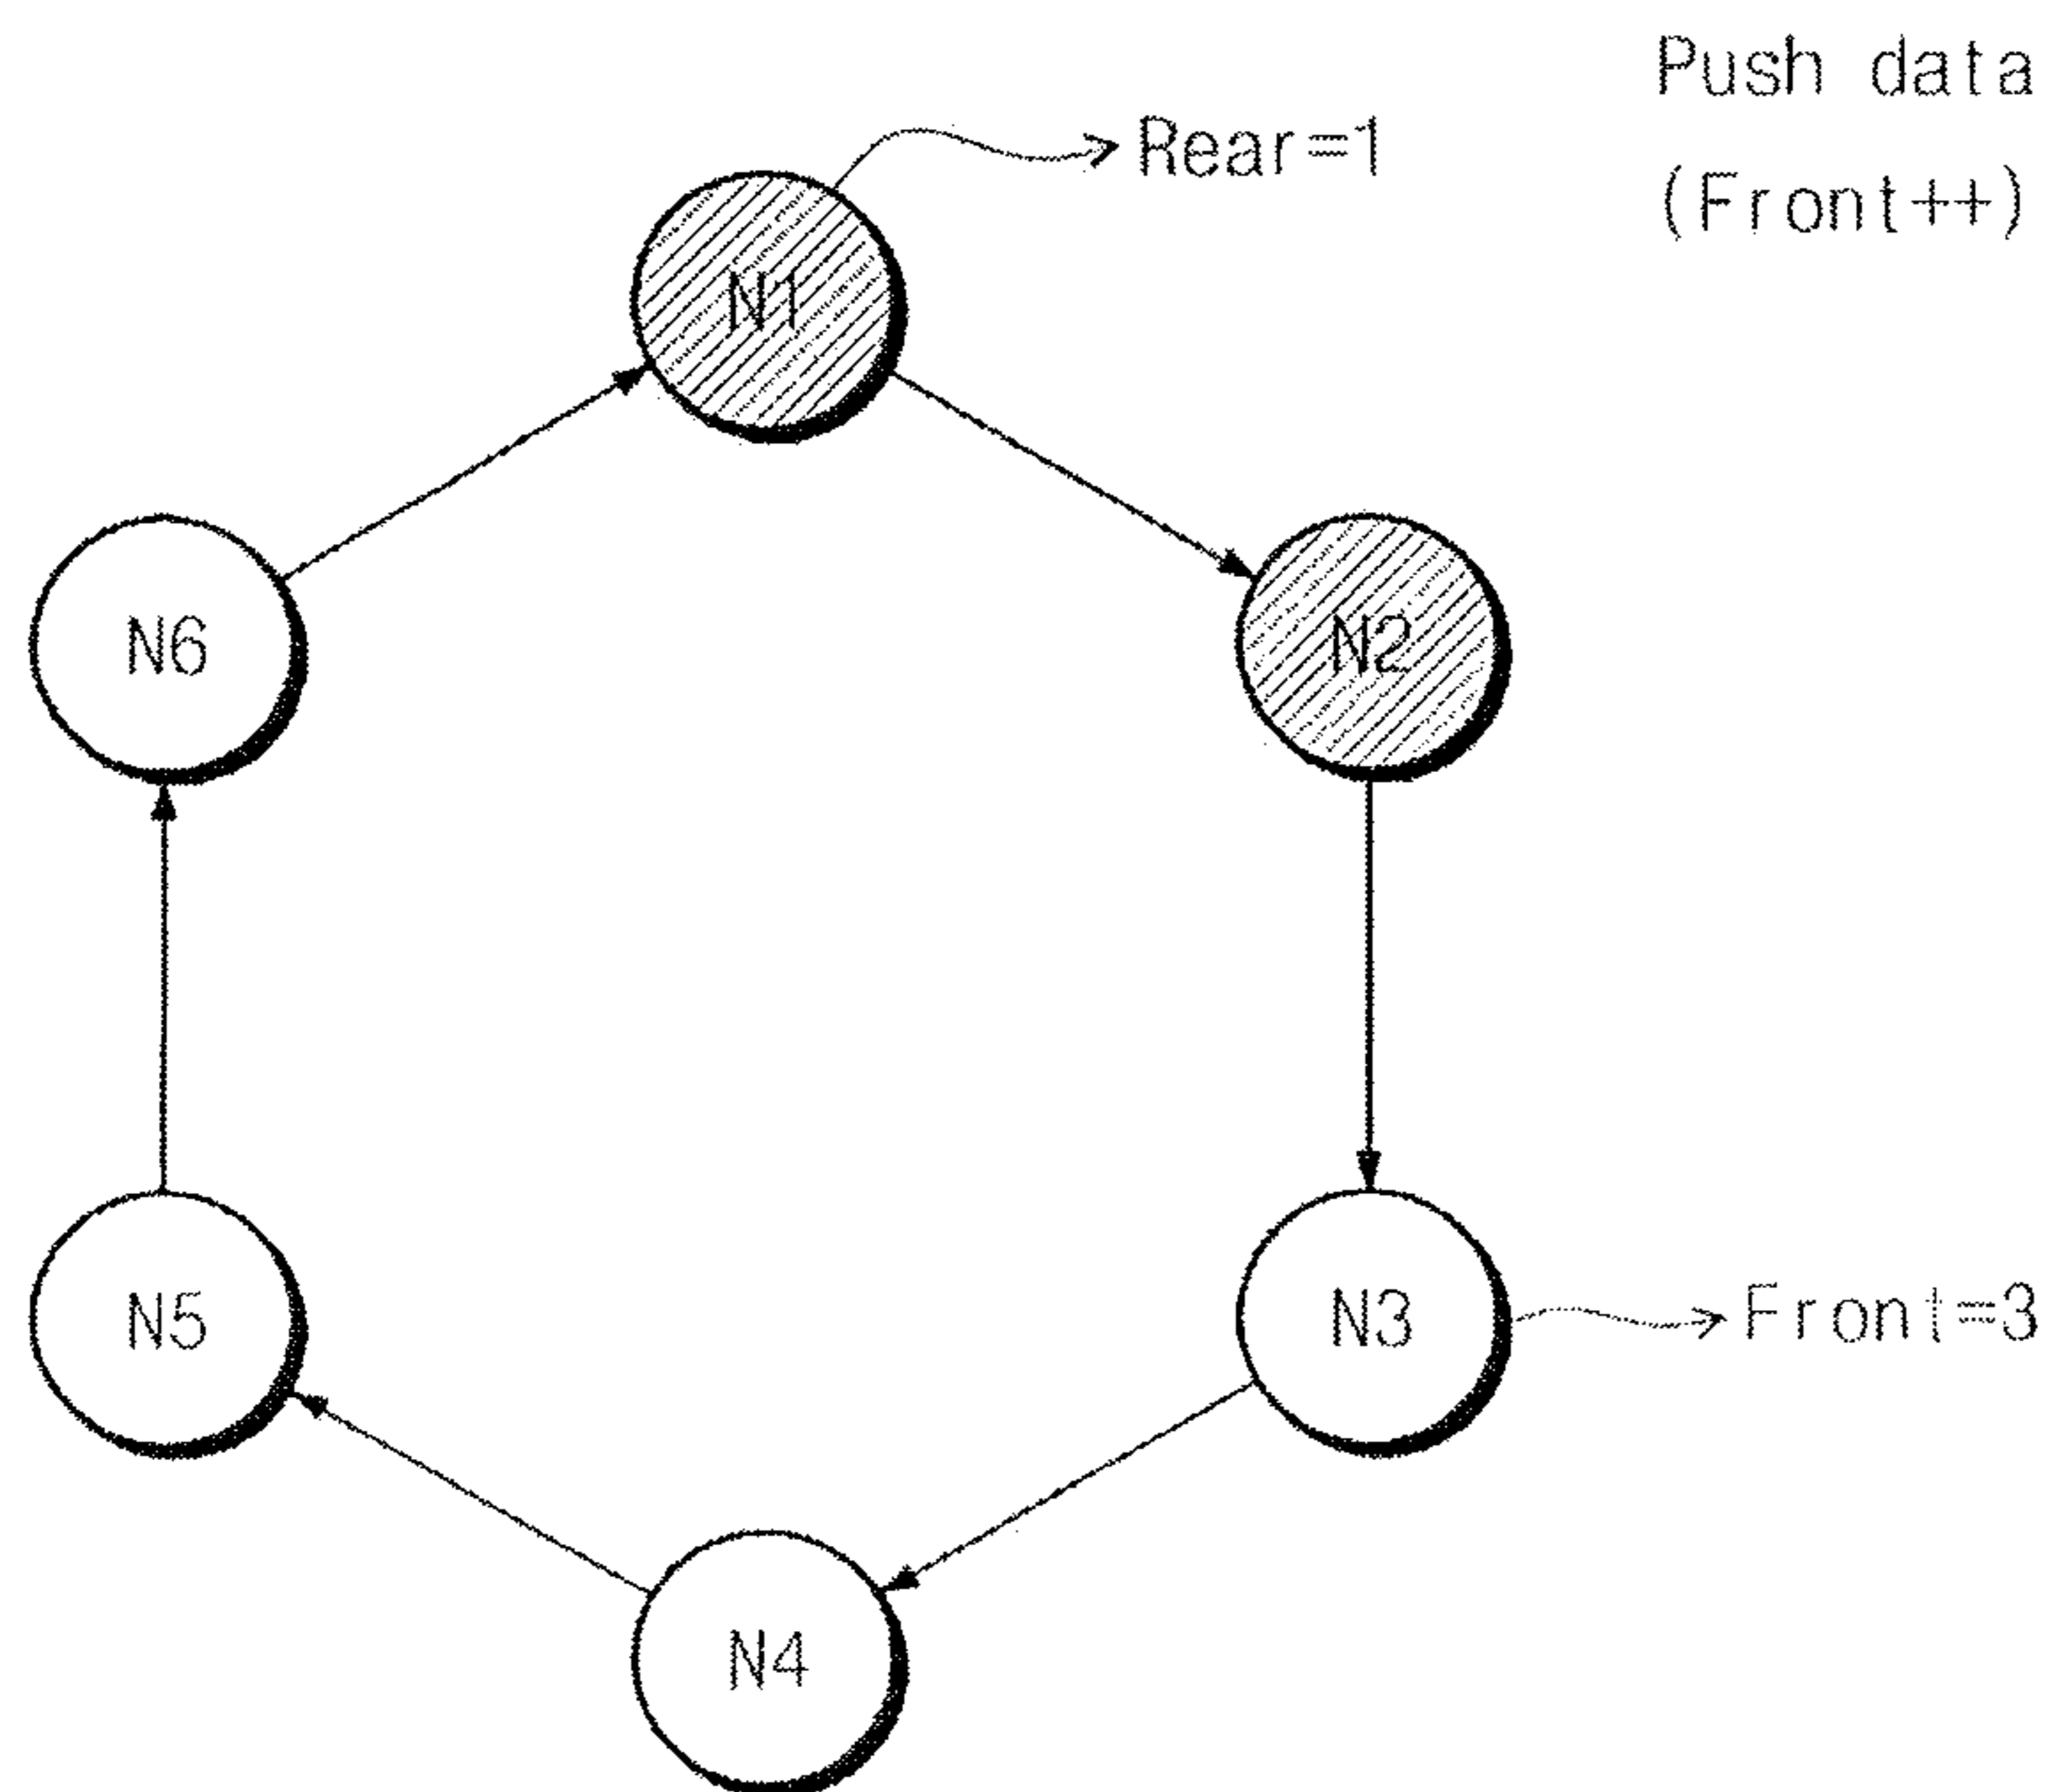 Push data
(Front++)
Rear=1
N1
N6
N2
N5
N3
Front=3
N4